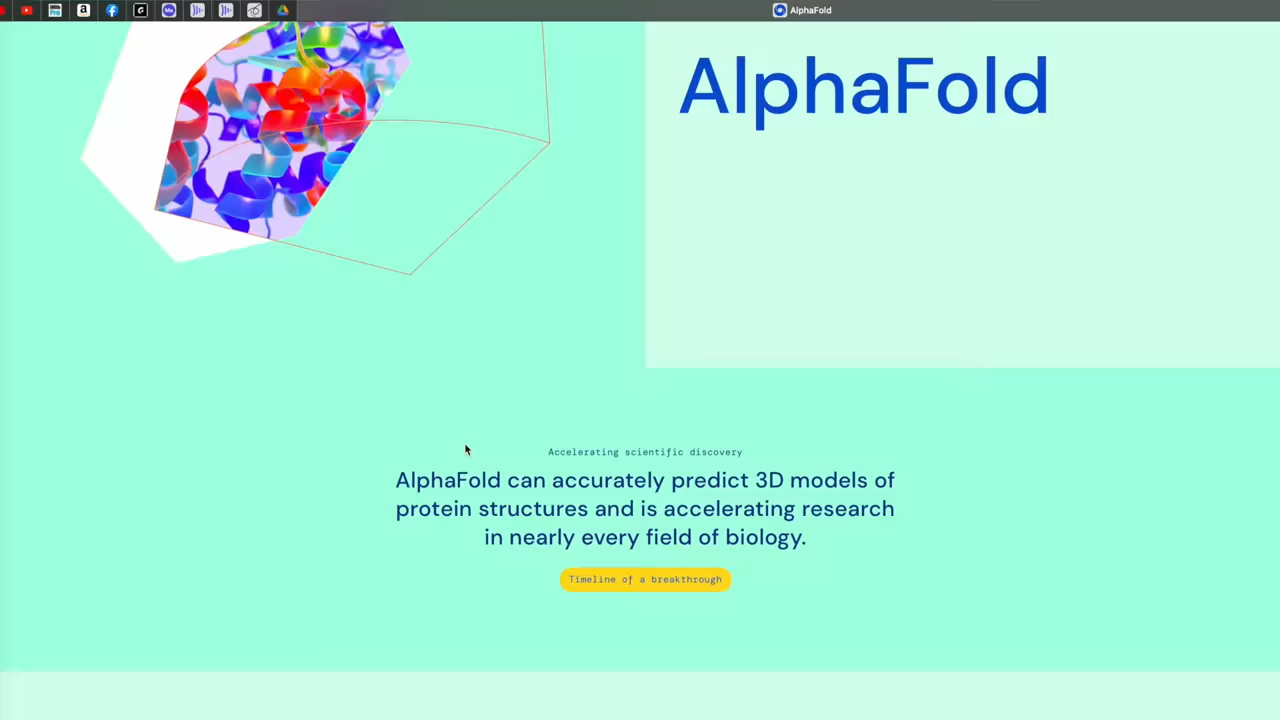 AlphaFold
AlphaFold
Accelerating scientific discovery
AlphaFold can accurately predict 3D models of
protein structures and is accelerating research
in nearly every field of biology.
Timeline of a breakthrough